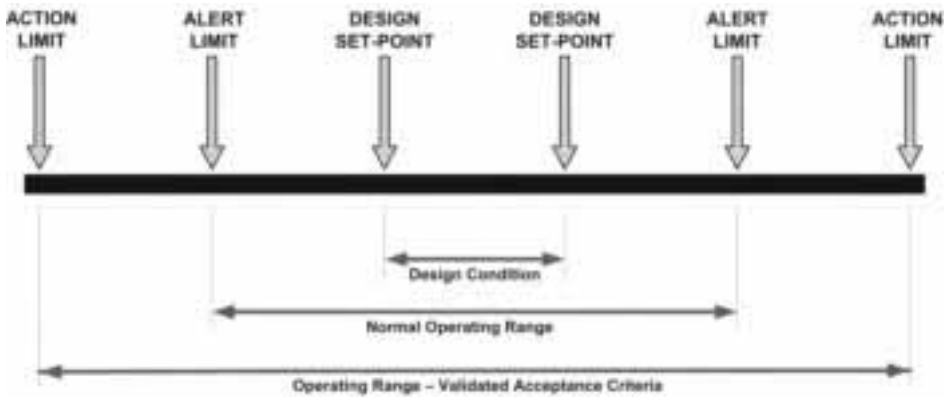 ACTION LIMIT
ALERT LIMIT
DESIGN SET-POINT
DESIGN SET-POINT
ALERT LIMIT
ACTION LIMIT
Design Condition
Normal Operating Range
Operating Range – Validated Acceptance Criteria